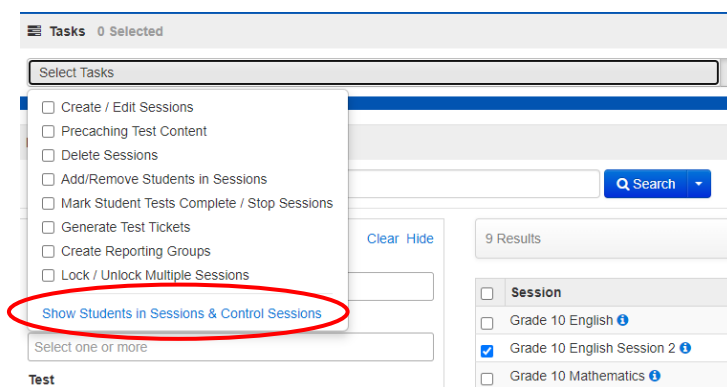 Tasks 0 Selected
Select Tasks
Create / Edit Sessions
Precaching Test Content
Delete Sessions
Add/Remove Students in Sessions
Mark Student Tests Complete / Stop Sessions
Generate Test Tickets
Create Reporting Groups
Lock / Unlock Multiple Sessions
Show Students in Sessions & Control Sessions
Search
Clear Hide
Select one or more
Test
9 Results
Session
Grade 10 English
Grade 10 English Session 2
Grade 10 Mathematics